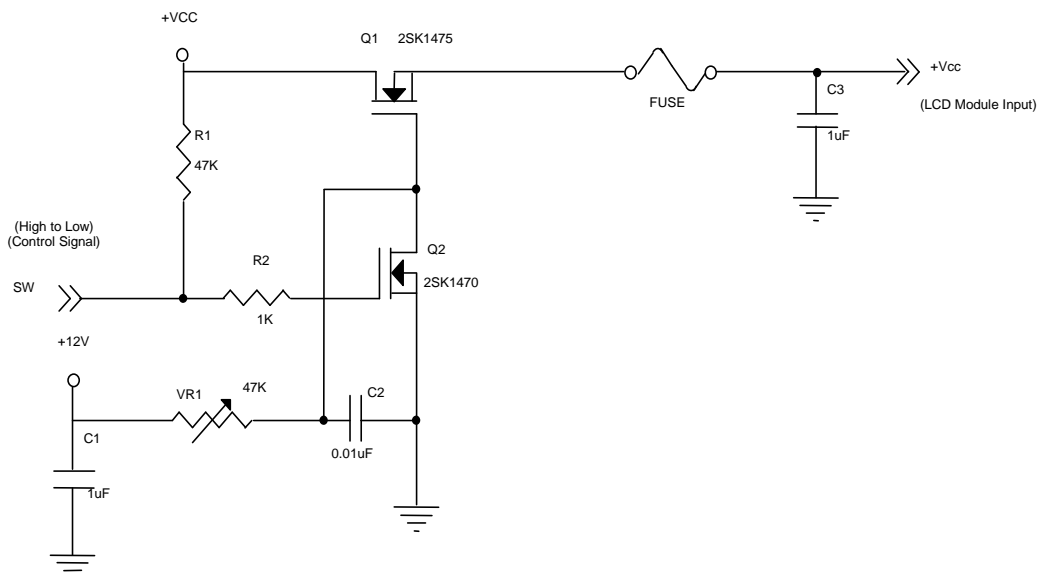 +VCC
Q1 2SK1475
+Vcc
FUSE
C3
(LCD Module Input)
R1
47K
1uF
(High to Low)
(Control Signal)
Q2
R2
2SK1470
SW
1K
+12V
VR1
47K
C2
C1
0.01uF
1uF